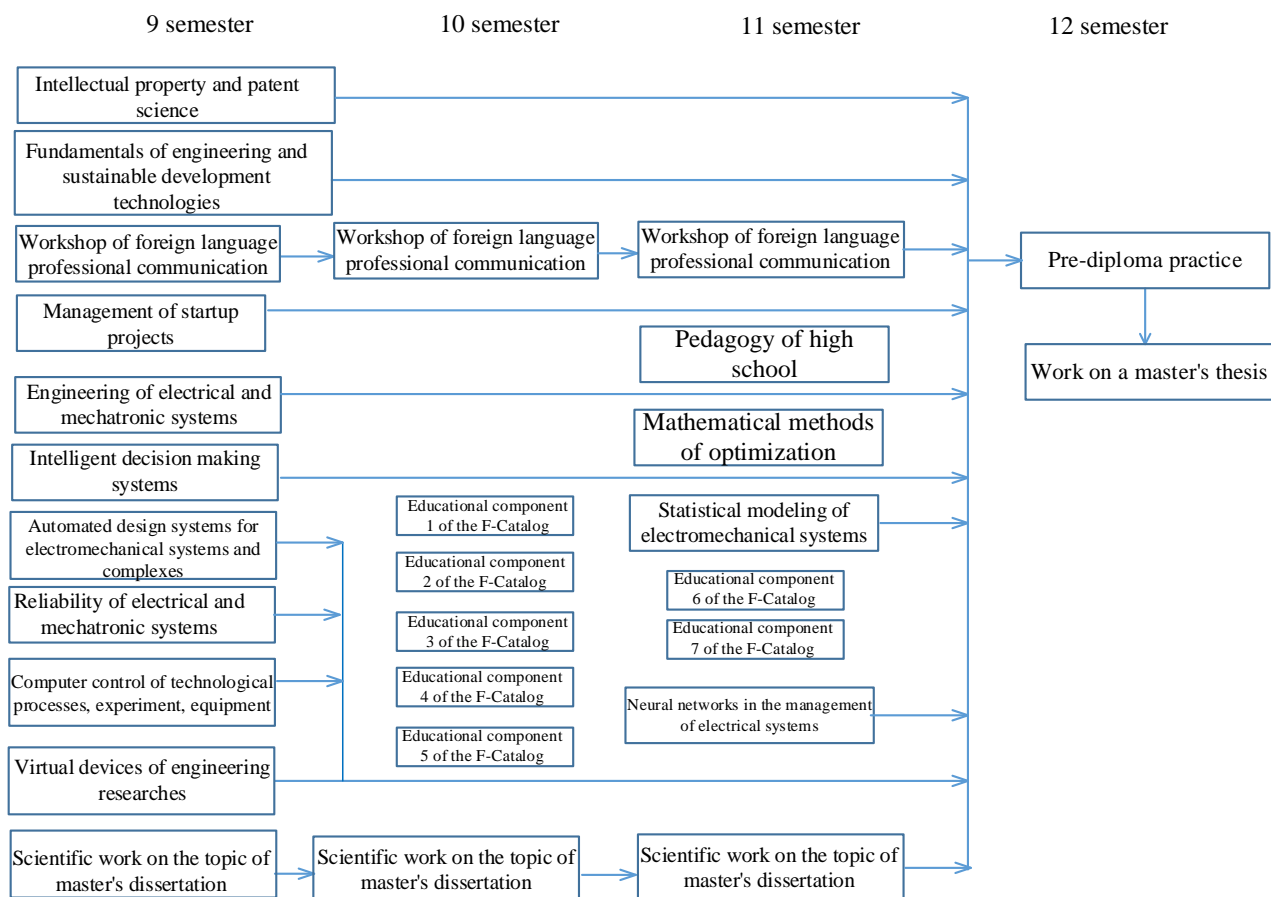 9 semester
10 semester
11 semester
12 semester
Intellectual property and patent
science
Fundamentals of engineering and
sustainable development
technologies
Workshop of foreign language
professional communication
Workshop of foreign language
professional communication
Workshop of foreign language
professional communication
Pre-diploma practice
Management of startup
projects
Pedagogy of high
school
Work on a master's thesis
Engineering of electrical and
mechatronic systems
Mathematical methods
of optimization
Intelligent decision making
systems
Educational component
1 of the F-Catalog
Statistical modeling of
electromechanical systems
Automated design systems for
electromechanical systems and
complexes
Educational component
2 of the F-Catalog
Educational component
6 of the F-Catalog
Reliability of electrical and
mechatronic systems
Educational component
3 of the F-Catalog
Educational component
7 of the F-Catalog
Computer control of technological
processes, experiment, equipment
Educational component
4 of the F-Catalog
Neural networks in the management
of electrical systems
Educational component
5 of the F-Catalog
Virtual devices of engineering
researches
Scientific work on the topic of
master's dissertation
Scientific work on the topic of
master's dissertation
Scientific work on the topic of
master's dissertation